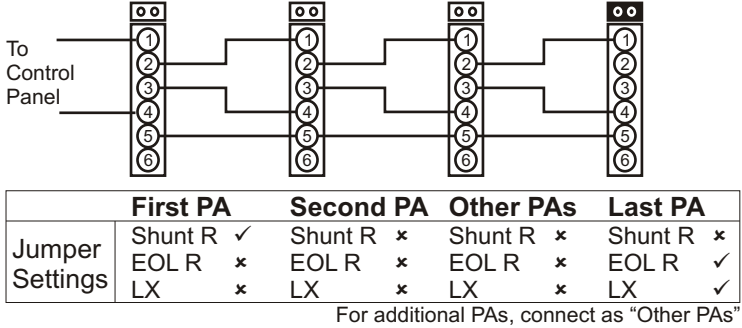 To
Control
Panel
1 1 1 1
2 2 2 2
3 3 3 3
4 4 4 4
5 5 5 5
6 6 6 6
First PA Second PA Other PAs Last PA
Jumper Settings
Shunt R ✓ Shunt R × Shunt R × Shunt R ×
EOL R × EOL R × EOL R × EOL R ✓
LX × LX × LX × LX ✓
For additional PAs, connect as “Other PAs”